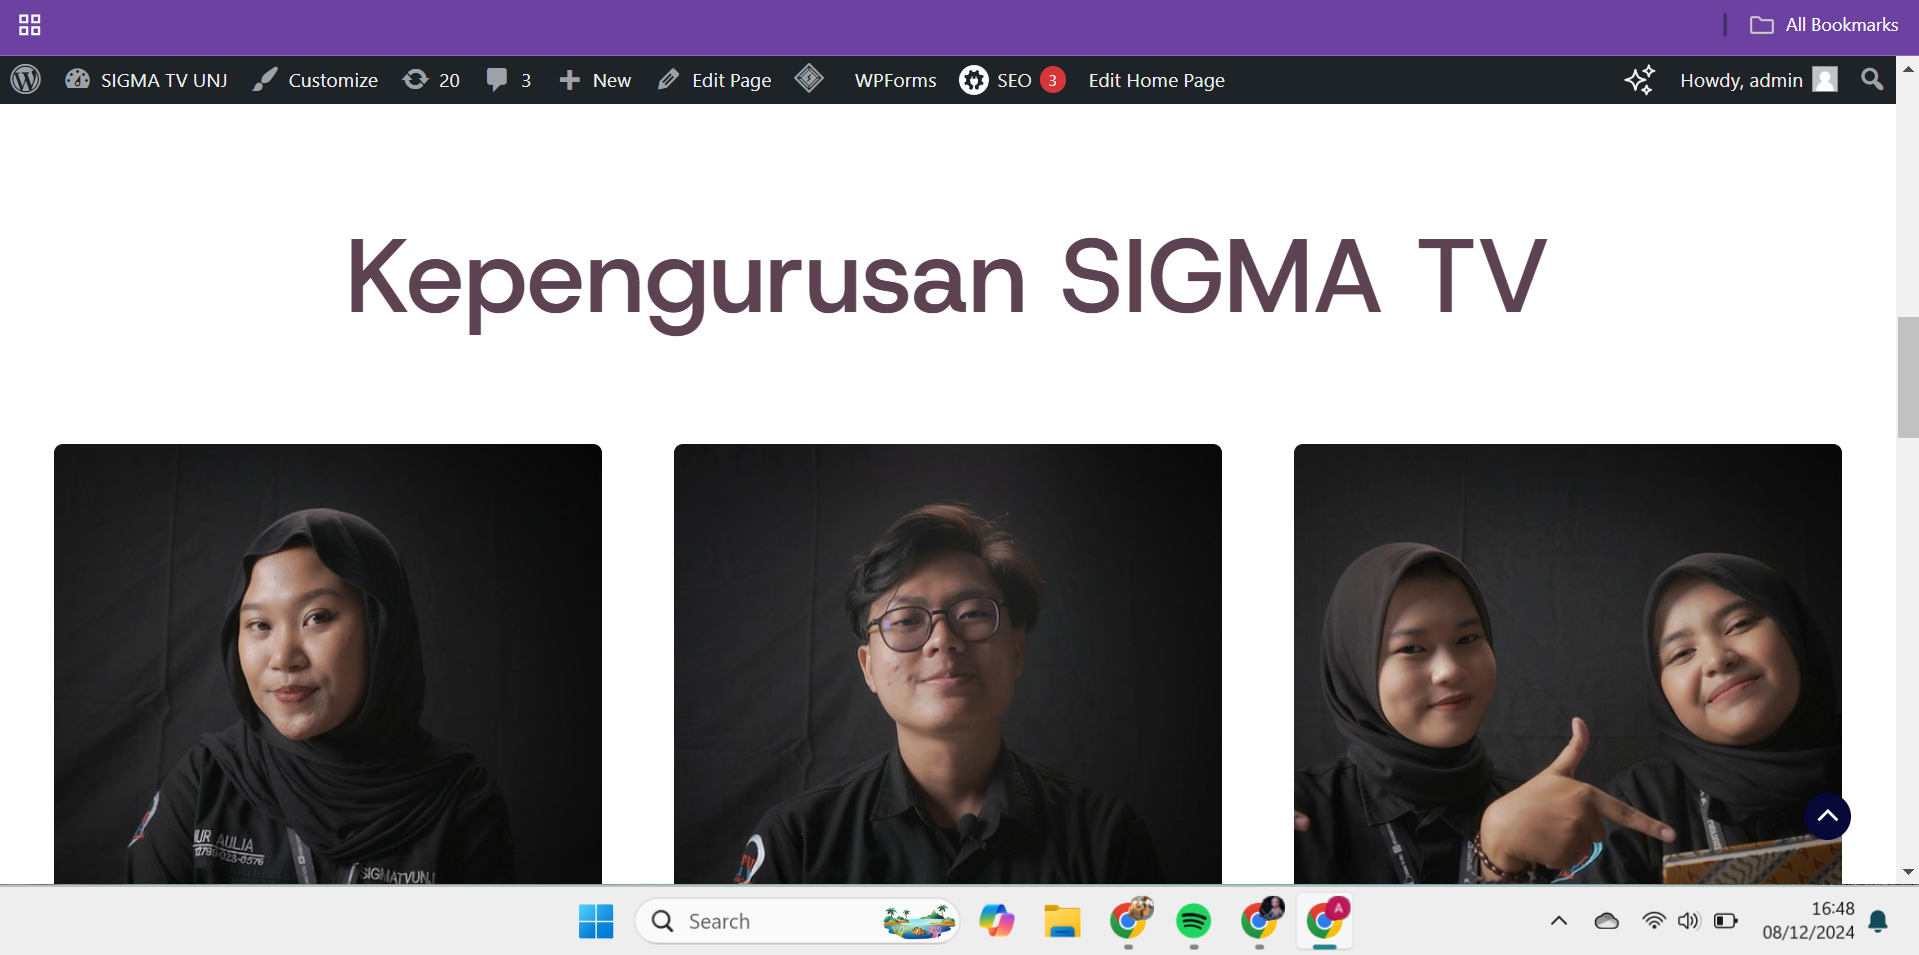 All Bookmarks
SIGMA TV UNJ Customize 20 3 New Edit Page WPForms SEO 3 Edit Home Page Howdy, admin
Kepengurusan SIGMA TV
NUR AULIA
SIGMATVUNJ
Search
A
16:48
08/12/2024